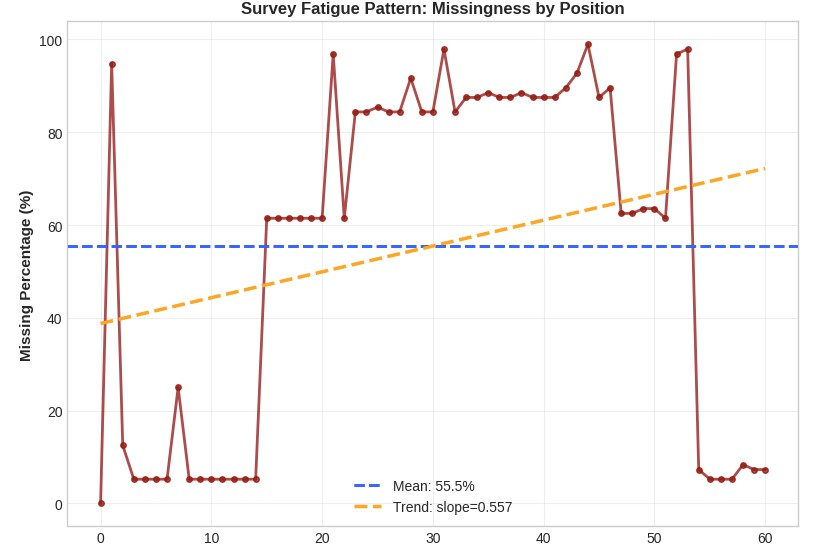 Survey Fatigue Pattern: Missingness by Position
Missing Percentage (%)
100
80
60
40
20
0
0 10 20 30 40 50 60
Mean: 55.5%
Trend: slope=0.557